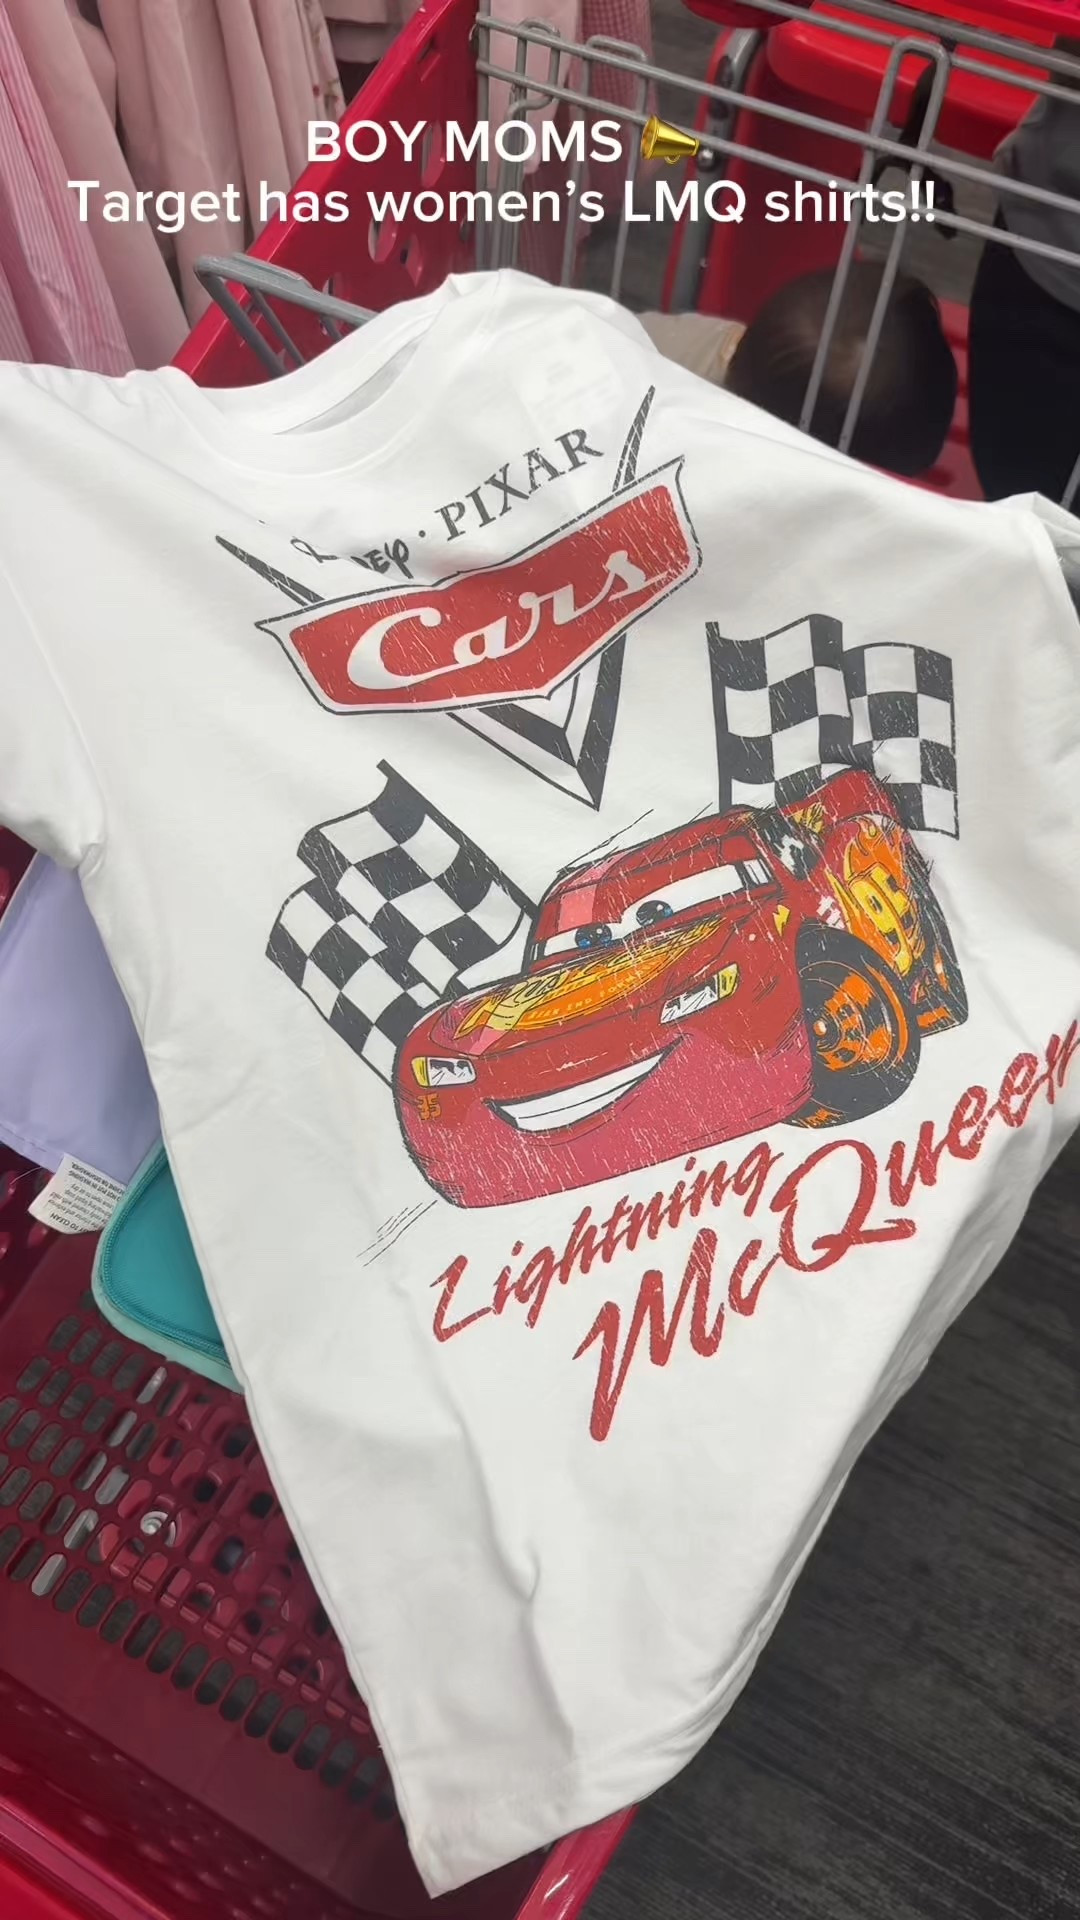 BOY MOMS 📣
Target has women's LMQ shirts!!
PIXAR
Cars
95
Lightning
McQueen